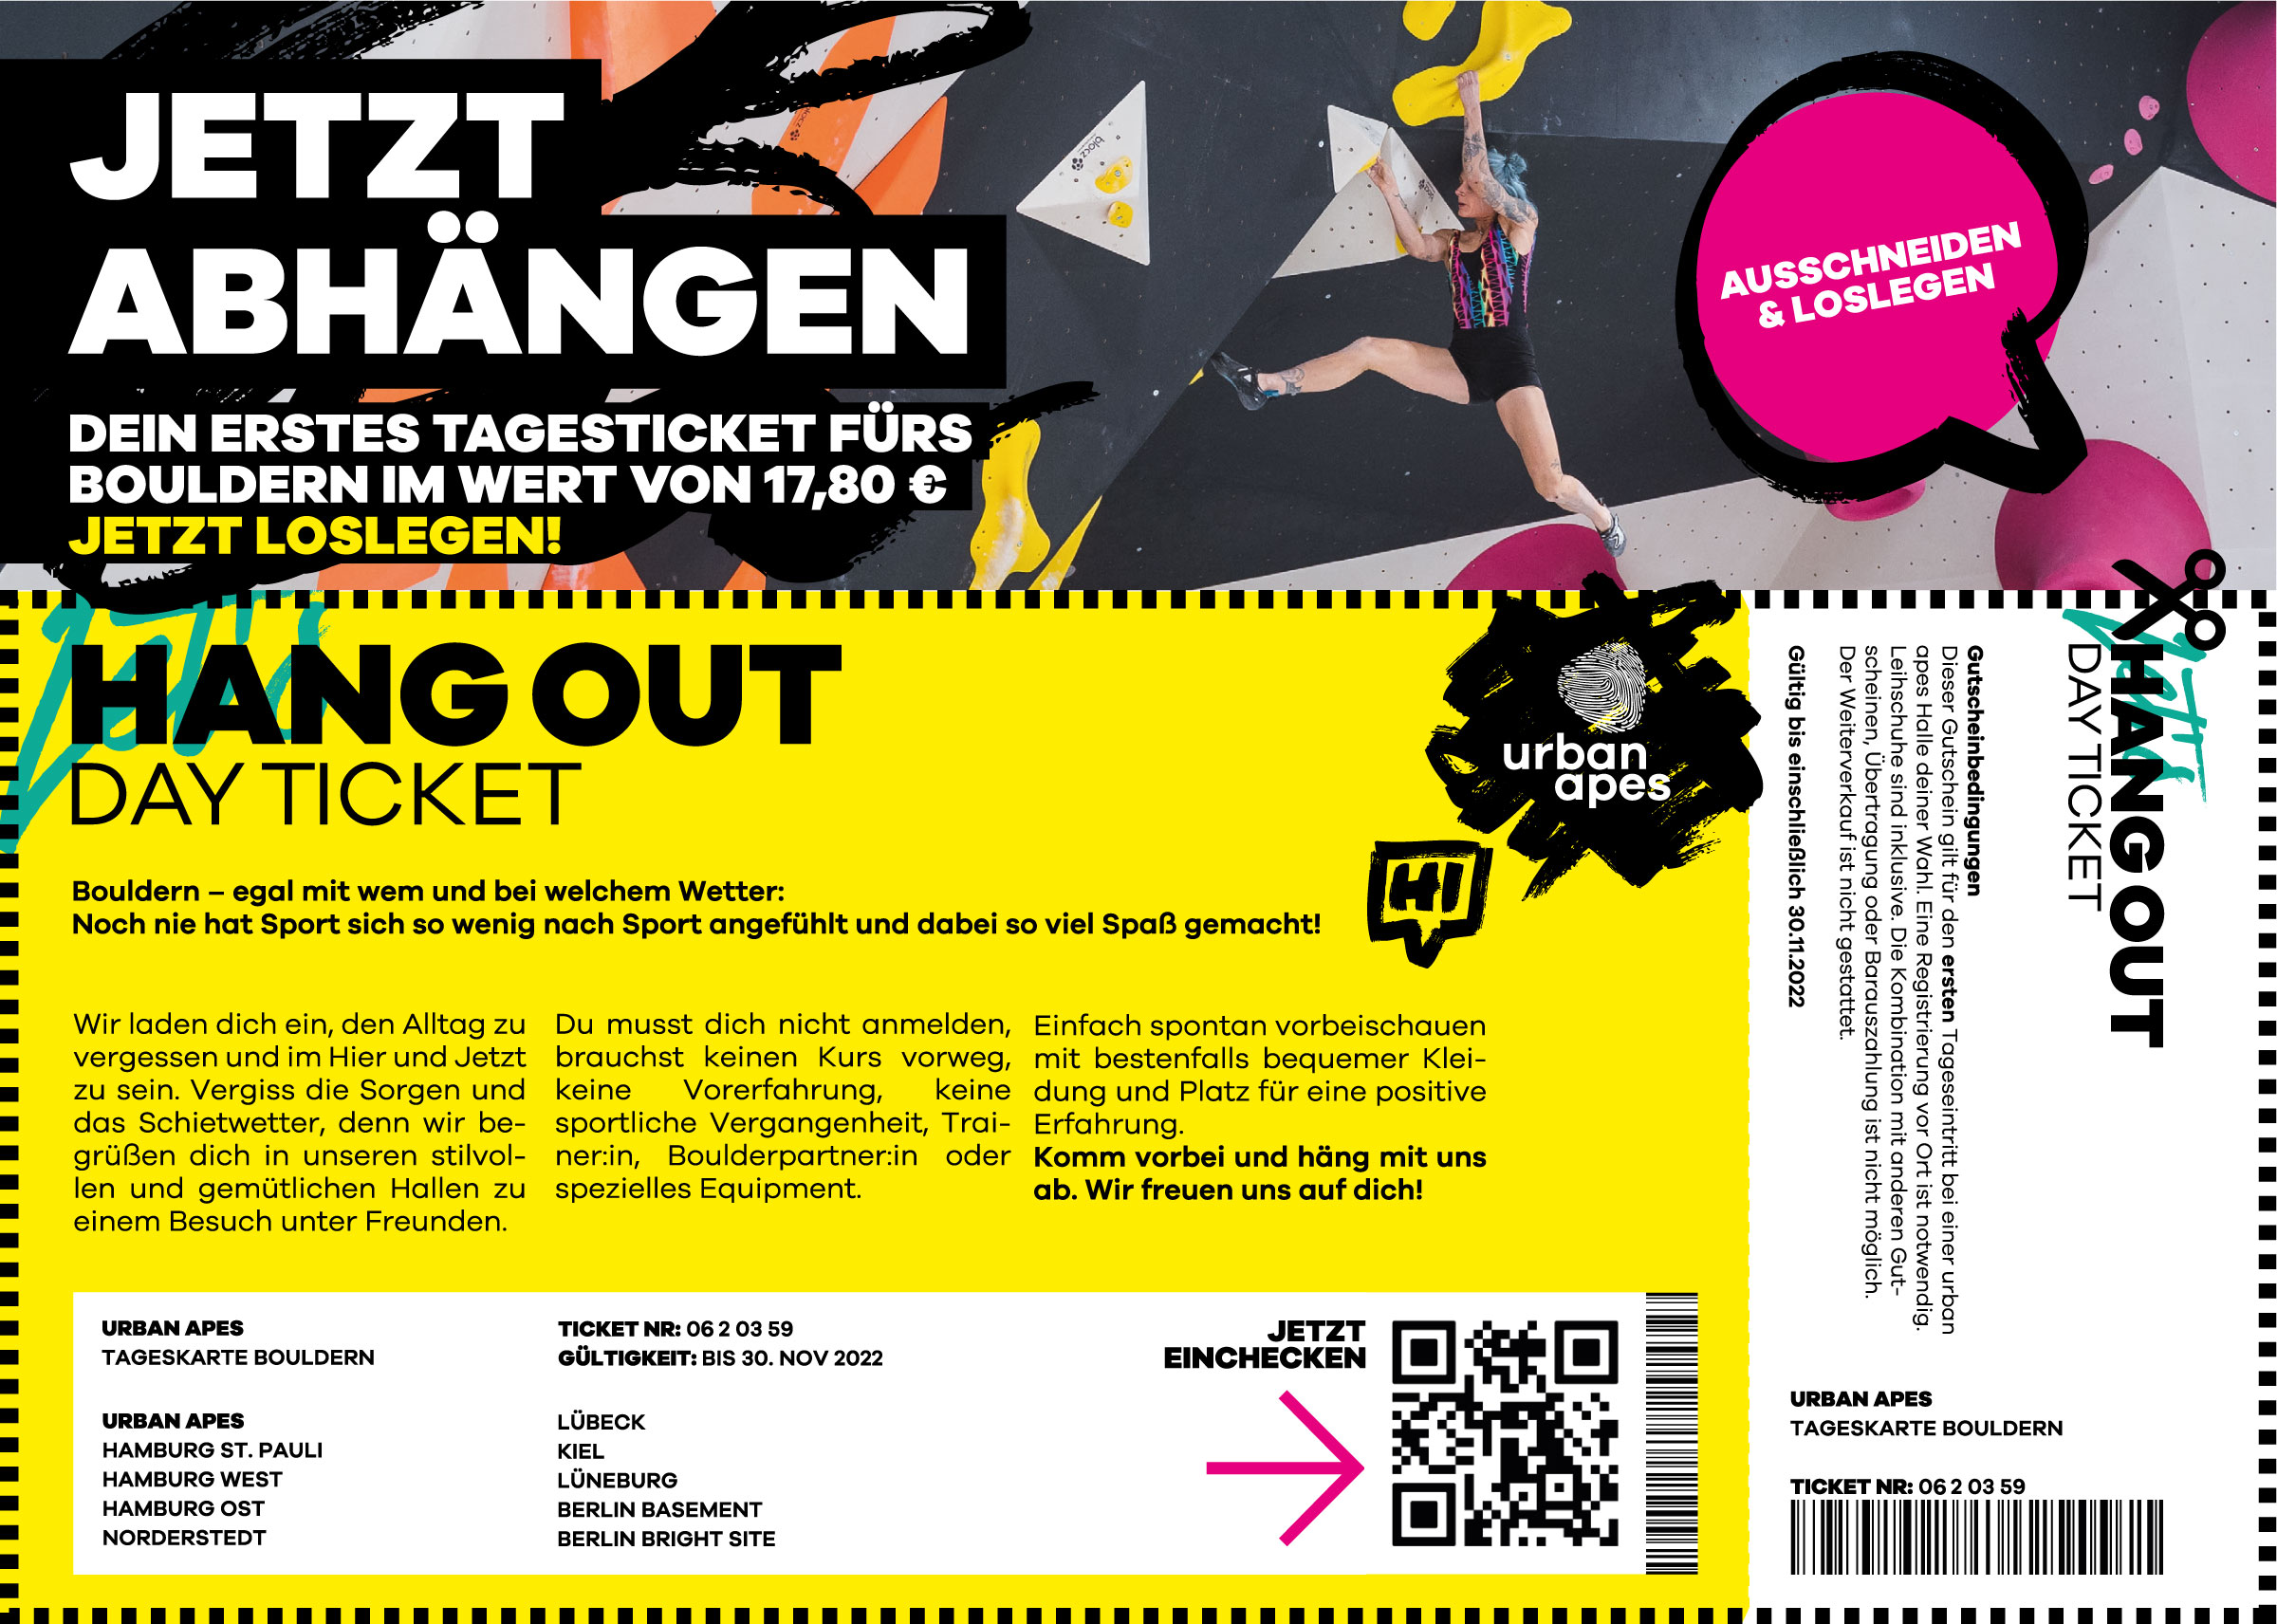 JETZT
ABHÄNGEN
DEIN ERSTES TAGESTICKET FÜRS
BOULDERN IM WERT VON 17,80 €
JETZT LOSLEGEN!
blocz
AUSSCHNEIDEN
& LOSLEGEN
Let's
HANG OUT
DAY TICKET
urban
apes
HI
Bouldern – egal mit wem und bei welchem Wetter:
Noch nie hat Sport sich so wenig nach Sport angefühlt und dabei so viel Spaß gemacht!
Wir laden dich ein, den Alltag zu
vergessen und im Hier und Jetzt
zu sein. Vergiss die Sorgen und
das Schietwetter, denn wir be-
grüßen dich in unseren stilvol-
len und gemütlichen Hallen zu
einem Besuch unter Freunden.
Du musst dich nicht anmelden,
brauchst keinen Kurs vorweg,
keine Vorerfahrung, keine
sportliche Vergangenheit, Trai-
ner:in, Boulderpartner:in oder
spezielles Equipment.
Einfach spontan vorbeischauen
mit bestenfalls bequemer Klei-
dung und Platz für eine positive
Erfahrung.
Komm vorbei und häng mit uns
ab. Wir freuen uns auf dich!
URBAN APES
TAGESKARTE BOULDERN
URBAN APES
HAMBURG ST. PAULI
HAMBURG WEST
HAMBURG OST
NORDERSTEDT
TICKET NR: 06 2 03 59
GÜLTIGKEIT: BIS 30. NOV 2022
LÜBECK
KIEL
LÜNEBURG
BERLIN BASEMENT
BERLIN BRIGHT SITE
JETZT
EINCHECKEN
Let's
HANG OUT
DAY TICKET
Gutscheinbedingungen
Dieser Gutschein gilt für den ersten Tageseintritt bei einer urban
apes Halle deiner Wahl. Eine Registrierung vor Ort ist notwendig.
Leihschuhe sind inklusive. Die Kombination mit anderen Gut-
scheinen, Übertragung oder Barauszahlung ist nicht möglich.
Der Weiterverkauf ist nicht gestattet.
Gültig bis einschließlich 30.11.2022
URBAN APES
TAGESKARTE BOULDERN
TICKET NR: 06 2 03 59